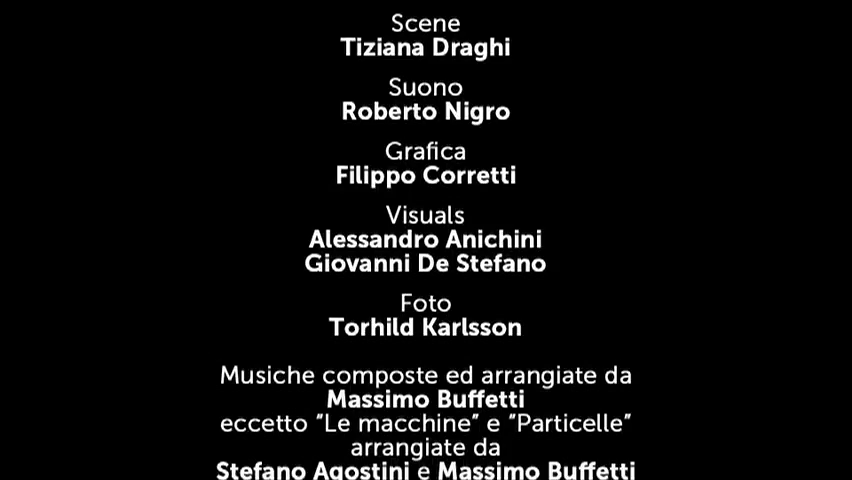 Scene
Tiziana Draghi
Suono
Roberto Nigro
Grafica
Filippo Corretti
Visuals
Alessandro Anichini
Giovanni De Stefano
Foto
Torhild Karlsson
Musiche composte ed arrangiate da
Massimo Buffetti
eccetto “Le macchine” e “Particelle”
arrangiate da
Stefano Agostini e Massimo Buffetti